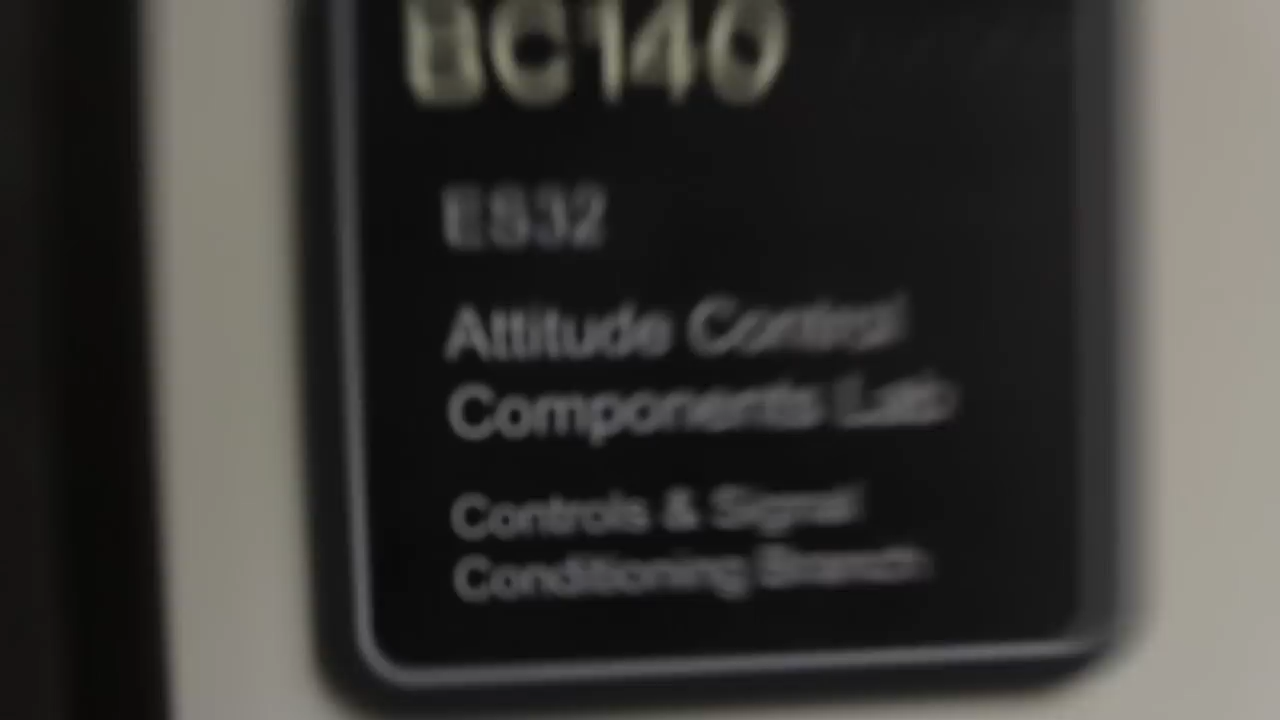 BC140
ES32
Attitude Control
Components Lab
Controls & Signal
Conditioning Branch